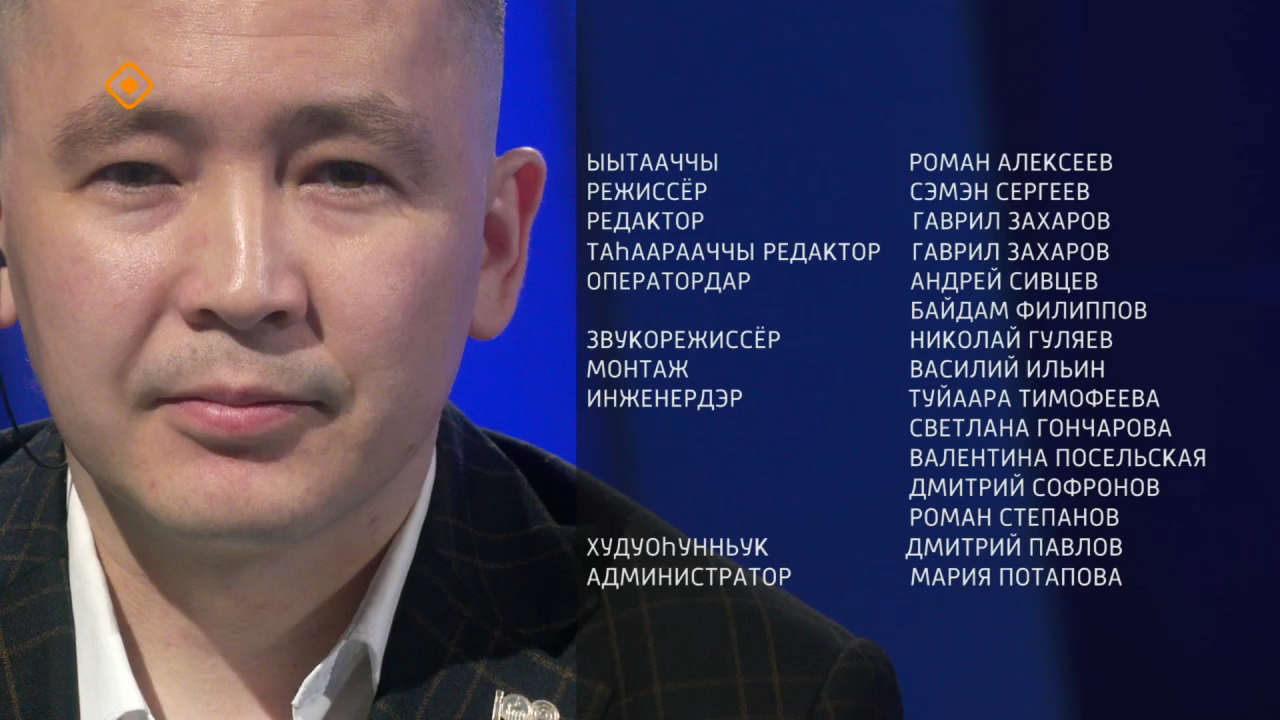 ЫЫТААЧЧЫ РОМАН АЛЕКСЕЕВ
РЕЖИССЁР СЭМЭН СЕРГЕЕВ
РЕДАКТОР ГАВРИЛ ЗАХАРОВ
ТАҺААРААЧЧЫ РЕДАКТОР ГАВРИЛ ЗАХАРОВ
ОПЕРАТОРДАР АНДРЕЙ СИВЦЕВ
БАЙДАМ ФИЛИППОВ
ЗВУКОРЕЖИССЁР НИКОЛАЙ ГУЛЯЕВ
МОНТАЖ ВАСИЛИЙ ИЛЬИН
ИНЖЕНЕРДЭР ТУЙААРА ТИМОФЕЕВА
СВЕТЛАНА ГОНЧАРОВА
ВАЛЕНТИНА ПОСЕЛЬСКАЯ
ДМИТРИЙ СОФРОНОВ
РОМАН СТЕПАНОВ
ХУДУОҺУННЬУК ДМИТРИЙ ПАВЛОВ
АДМИНИСТРАТОР МАРИЯ ПОТАПОВА